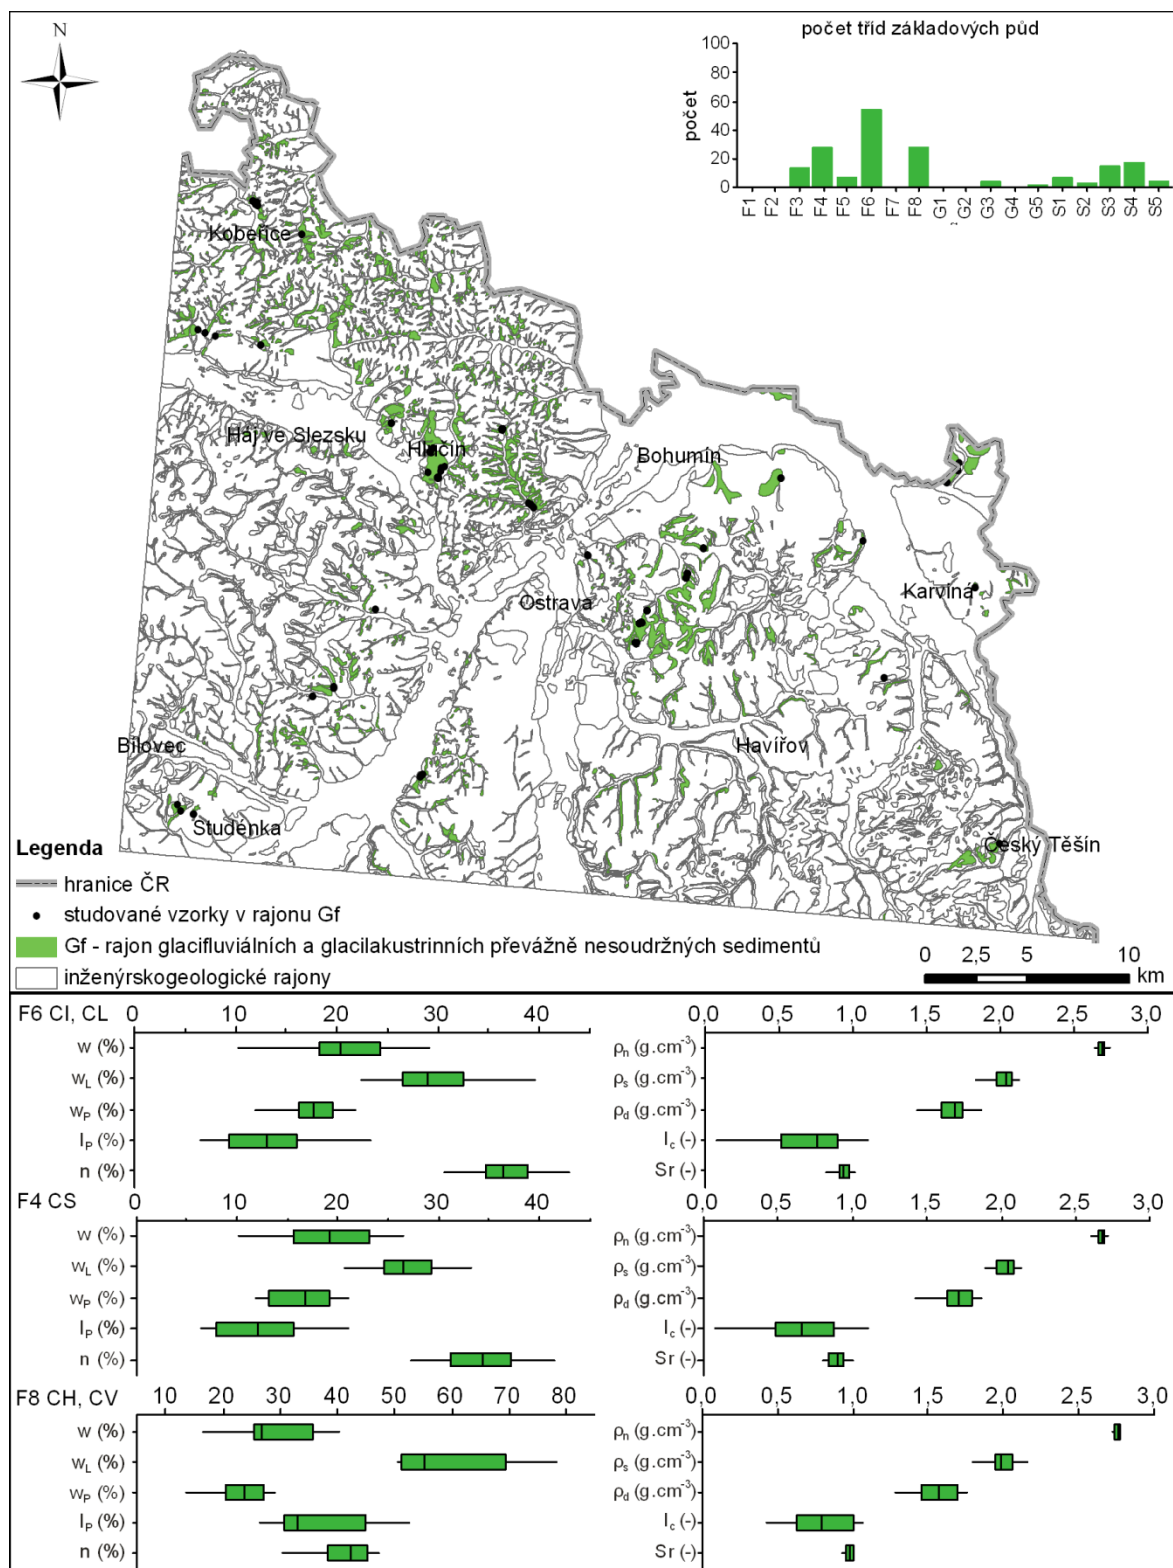 N
počet tříd základových půd
počet
100
80
60
40
20
0
F1 F2 F3 F4 F5 F6 F7 F8 G1 G2 G3 G4 G5 S1 S2 S3 S4 S5
Kobeřice
Háj ve Slezsku
Hlučín
Bohumín
Ostrava
Karviná
Bílovec
Havířov
Studénka
Český Těšín
Legenda
hranice ČR
studované vzorky v rajonu Gf
Gf - rajon glacifluviálních a glacilakustrinních převážně nesoudržných sedimentů
inženýrskogeologické rajony
0 2,5 5 10
km
F6 CI, CL
0 10 20 30 40
w (%)
wL (%)
wP (%)
IP (%)
n (%)
0,0 0,5 1,0 1,5 2,0 2,5 3,0
ρn (g.cm-3)
ρs (g.cm-3)
ρd (g.cm-3)
Ic (-)
Sr (-)
F4 CS
0 10 20 30 40
w (%)
wL (%)
wP (%)
IP (%)
n (%)
0,0 0,5 1,0 1,5 2,0 2,5 3,0
ρn (g.cm-3)
ρs (g.cm-3)
ρd (g.cm-3)
Ic (-)
Sr (-)
F8 CH, CV
10 20 30 40 50 60 70 80
w (%)
wL (%)
wP (%)
IP (%)
n (%)
0,0 0,5 1,0 1,5 2,0 2,5 3,0
ρn (g.cm-3)
ρs (g.cm-3)
ρd (g.cm-3)
Ic (-)
Sr (-)